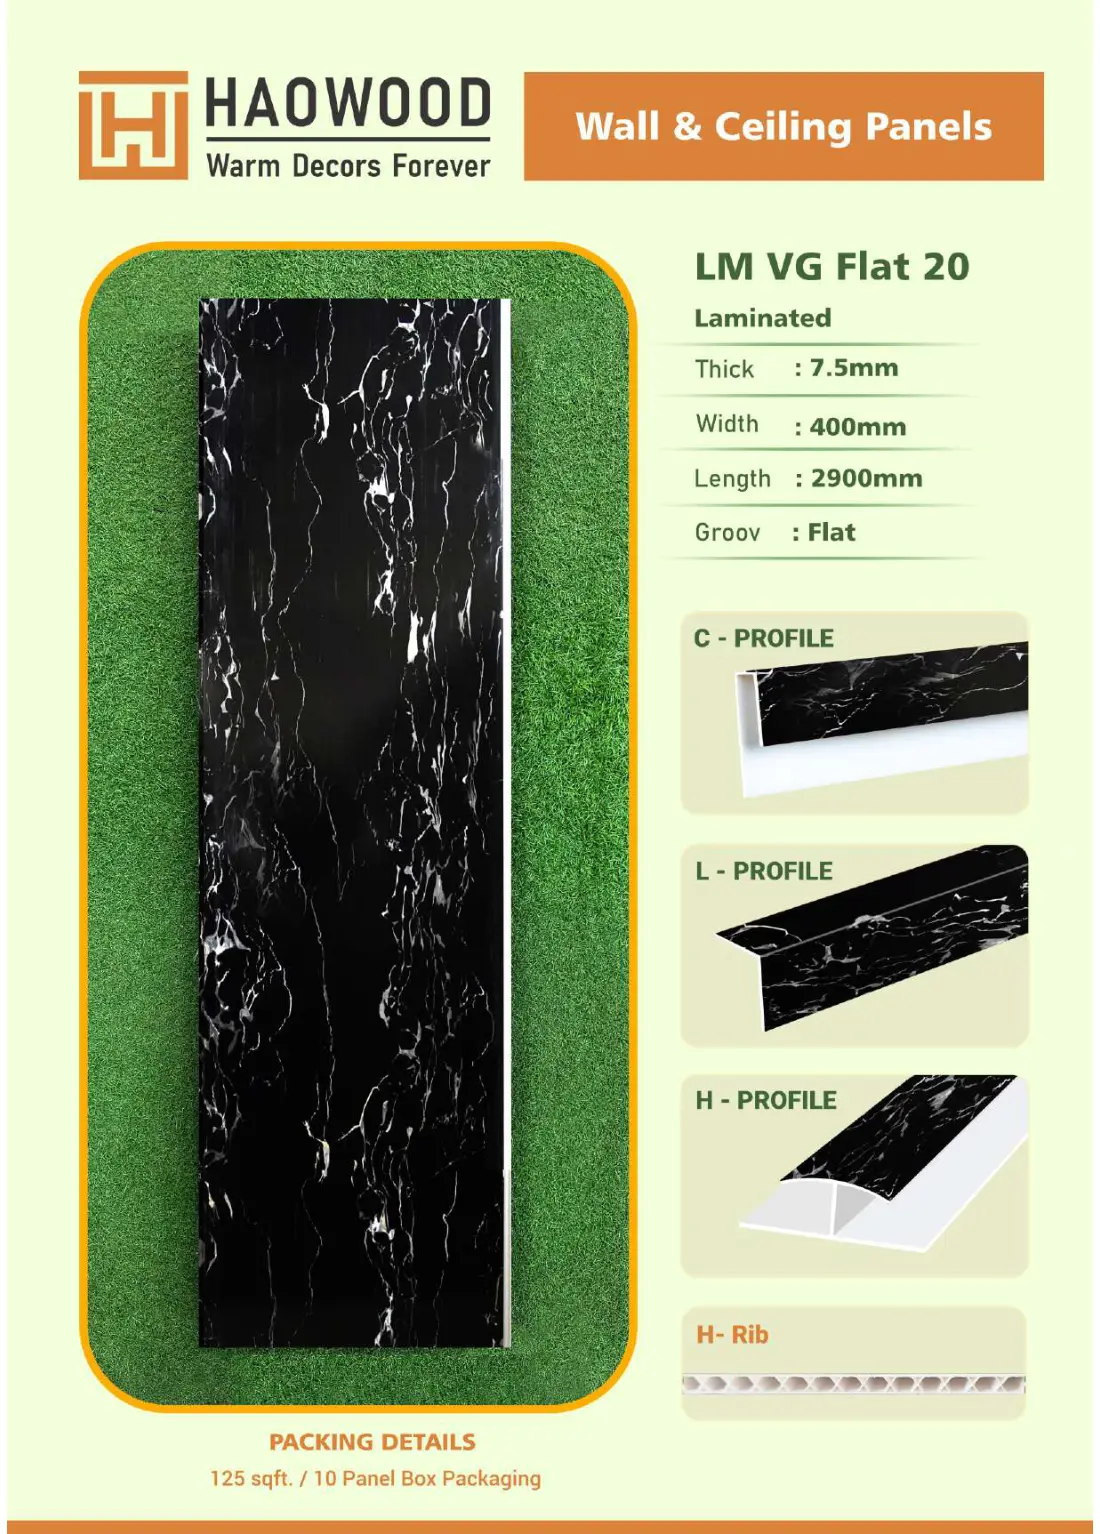 HAOWOOD
Warm Decors Forever
Wall & Ceiling Panels
LM VG Flat 20
Laminated
Thick : 7.5mm
Width : 400mm
Length : 2900mm
Groov : Flat
C - PROFILE
L - PROFILE
H - PROFILE
H- Rib
PACKING DETAILS
125 sqft. / 10 Panel Box Packaging